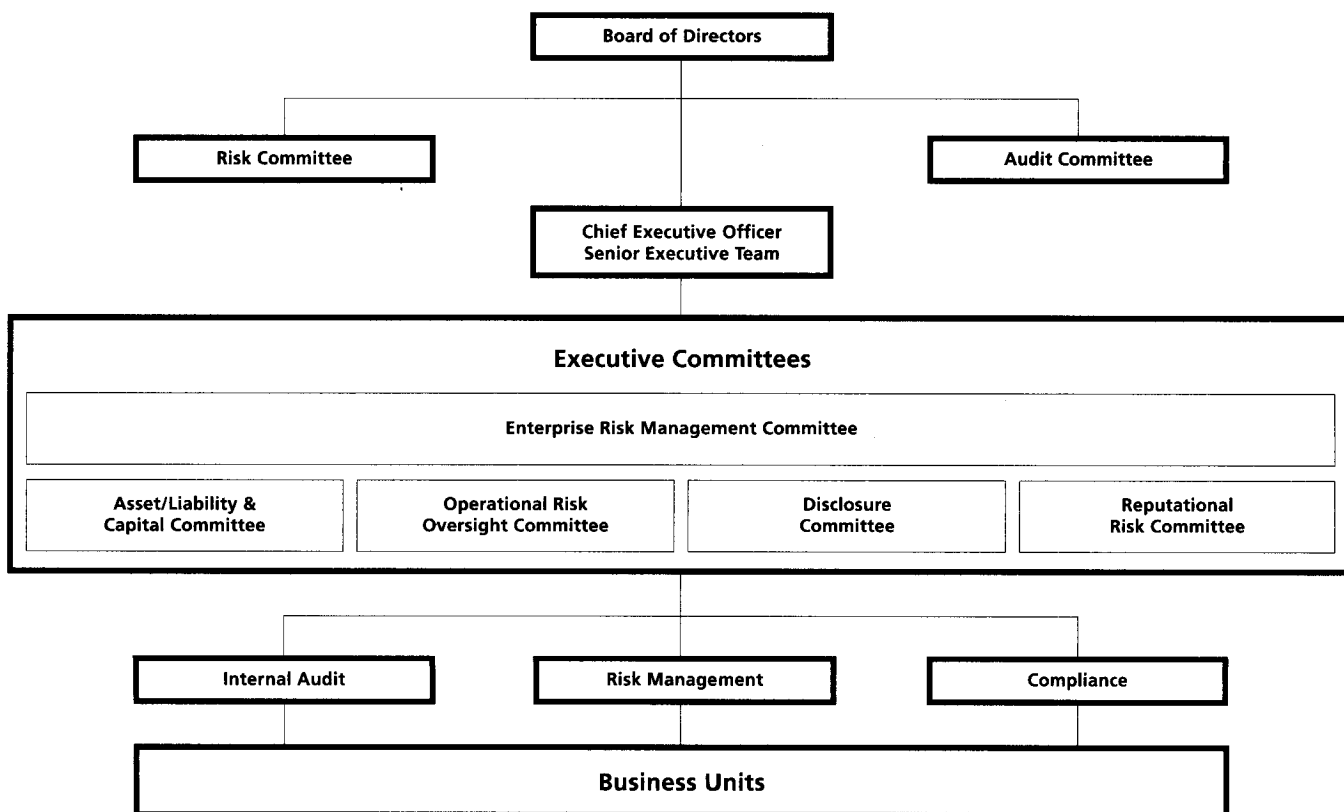 Board of Directors
Risk Committee
Audit Committee
Chief Executive Officer
Senior Executive Team
Executive Committees
Enterprise Risk Management Committee
Asset/Liability &
Capital Committee
Operational Risk
Oversight Committee
Disclosure
Committee
Reputational
Risk Committee
Internal Audit
Risk Management
Compliance
Business Units